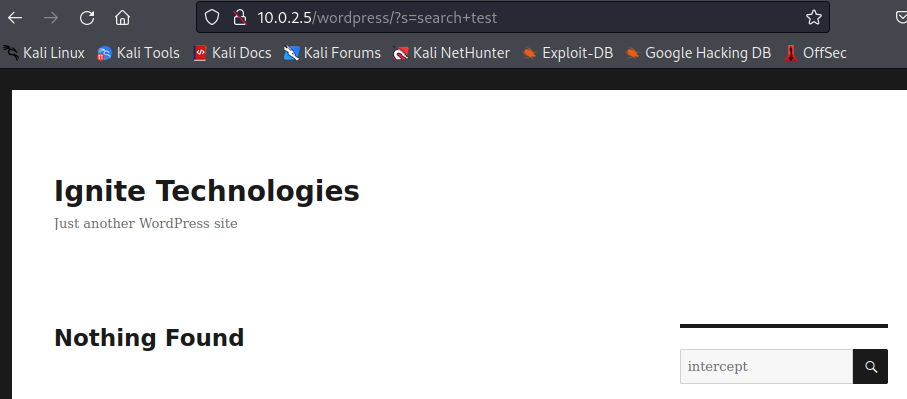 10.0.2.5/wordpress/?s=search+test
Kali Linux Kali Tools Kali Docs Kali Forums Kali NetHunter Exploit-DB Google Hacking DB OffSec
Ignite Technologies
Just another WordPress site
Nothing Found
intercept